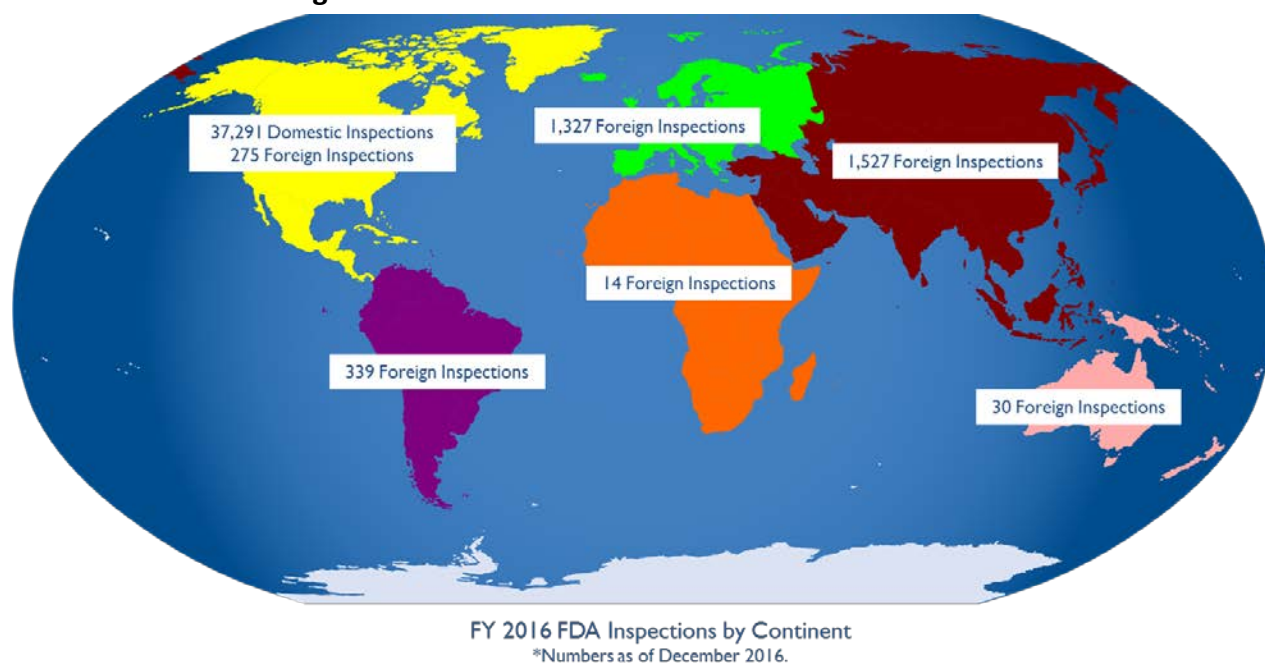 37,291 Domestic Inspections
275 Foreign Inspections
1,327 Foreign Inspections
1,527 Foreign Inspections
14 Foreign Inspections
339 Foreign Inspections
30 Foreign Inspections
FY 2016 FDA Inspections by Continent
*Numbers as of December 2016.